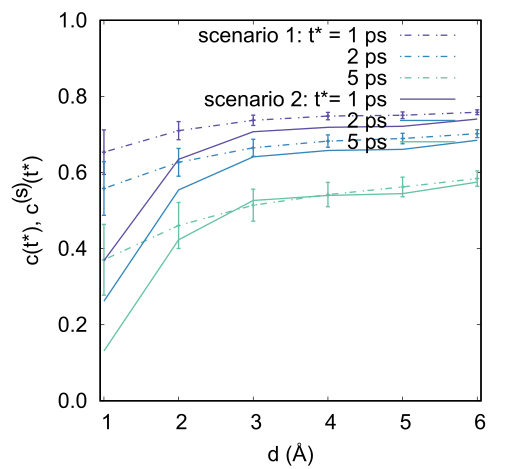 1.0
scenario 1: t* = 1 ps
2 ps
5 ps
0.8
scenario 2: t*= 1 ps
2 ps
5 ps
0.6
0.4
0.2
0.0
1 2 3 4 5 6
d (Å)
c(t*), c(s)(t*)